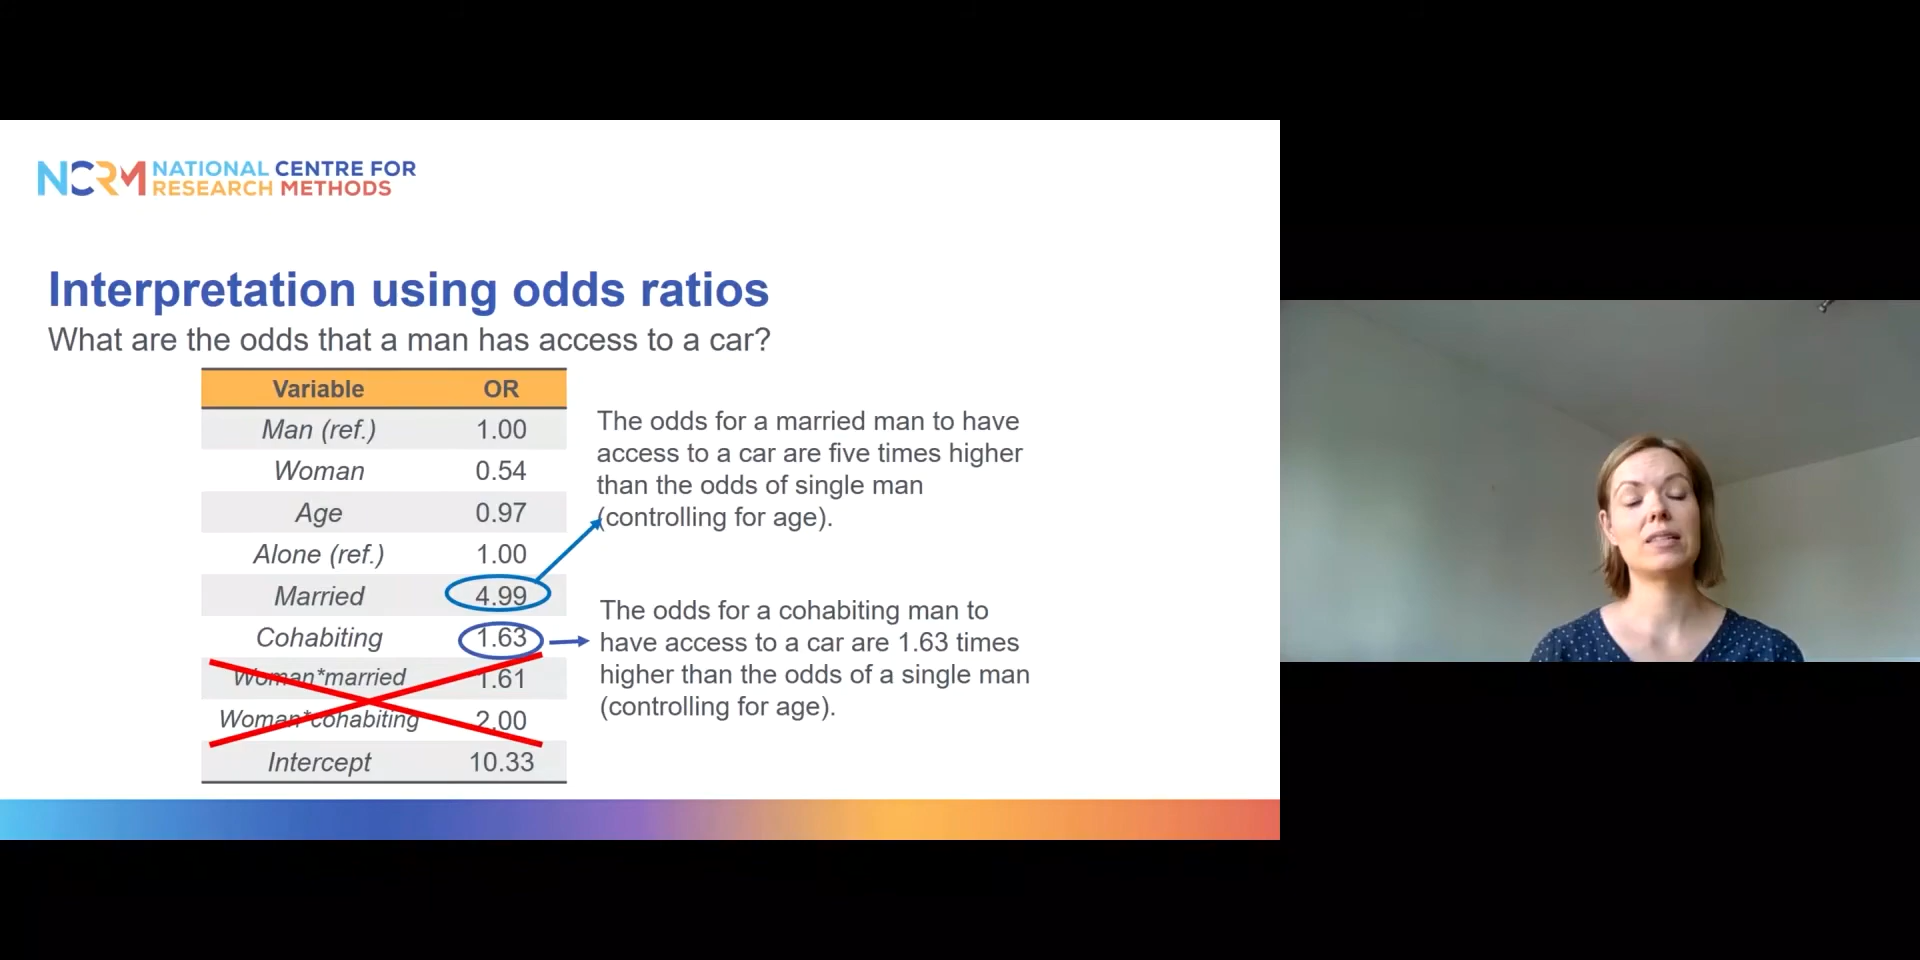 NCRM NATIONAL CENTRE FOR
RESEARCH METHODS
Interpretation using odds ratios
What are the odds that a man has access to a car?
Variable OR
Man (ref.) 1.00
Woman 0.54
Age 0.97
Alone (ref.) 1.00
Married 4.99
Cohabiting 1.63
Woman*married 1.61
Woman*cohabiting 2.00
Intercept 10.33
The odds for a married man to have
access to a car are five times higher
than the odds of single man
(controlling for age).
The odds for a cohabiting man to
have access to a car are 1.63 times
higher than the odds of a single man
(controlling for age).